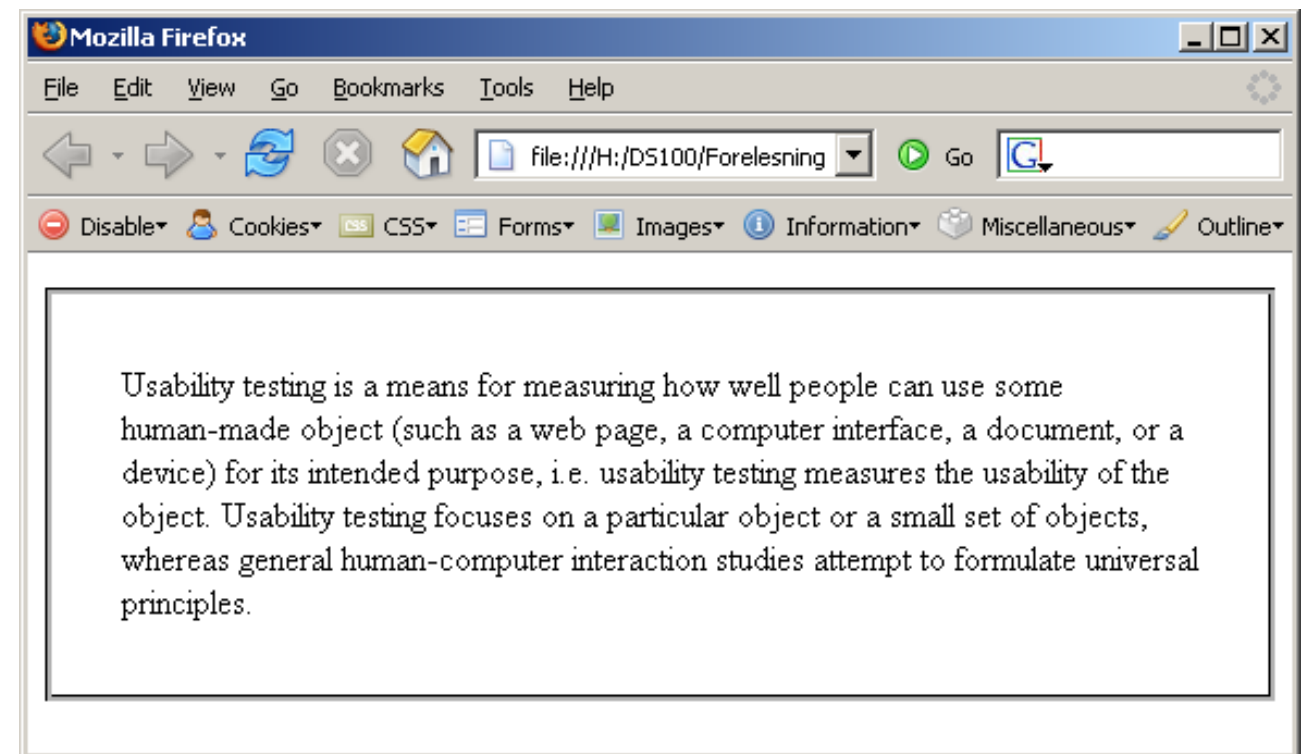 Mozilla Firefox
File Edit View Go Bookmarks Tools Help
file:///H:/DS100/Forelesning Go G
Disable Cookies CSS CSS Forms Images Information Miscellaneous Outline
Usability testing is a means for measuring how well people can use some
human-made object (such as a web page, a computer interface, a document, or a
device) for its intended purpose, i.e. usability testing measures the usability of the
object. Usability testing focuses on a particular object or a small set of objects,
whereas general human-computer interaction studies attempt to formulate universal
principles.